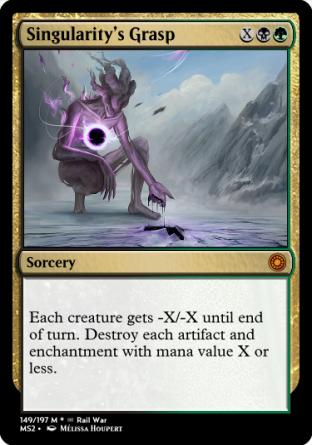 Singularity's Grasp X
Sorcery
Each creature gets -X/-X until end
of turn. Destroy each artifact and
enchantment with mana value X or
less.
149/197 M * = Rail War
MS2 • Mélissa Houpert